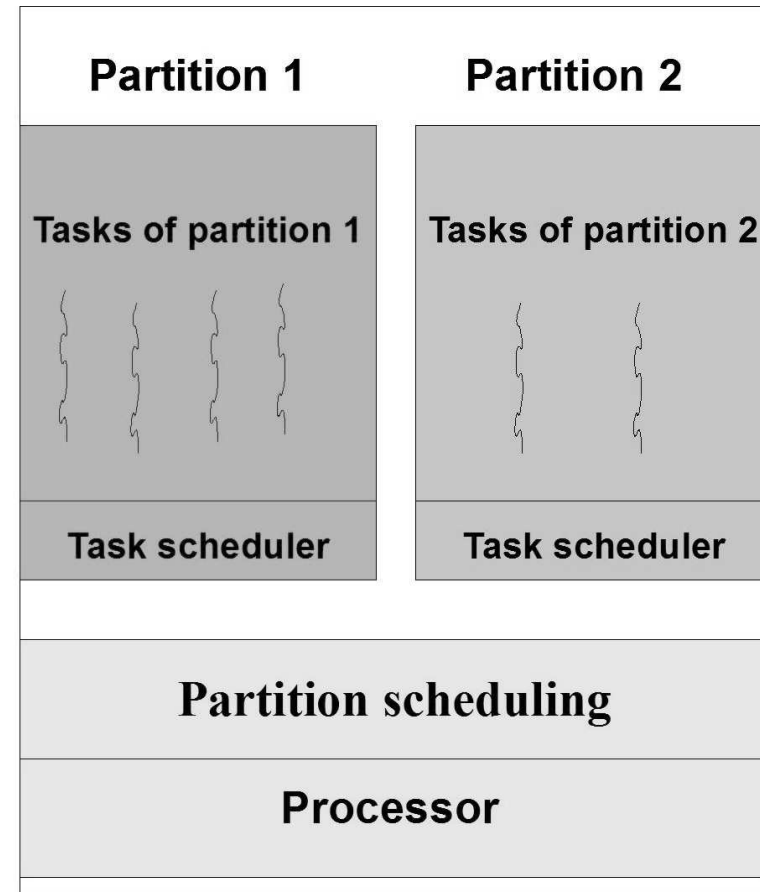 Partition 1
Partition 2
Tasks of partition 1
Tasks of partition 2
Task scheduler
Task scheduler
Partition scheduling
Processor